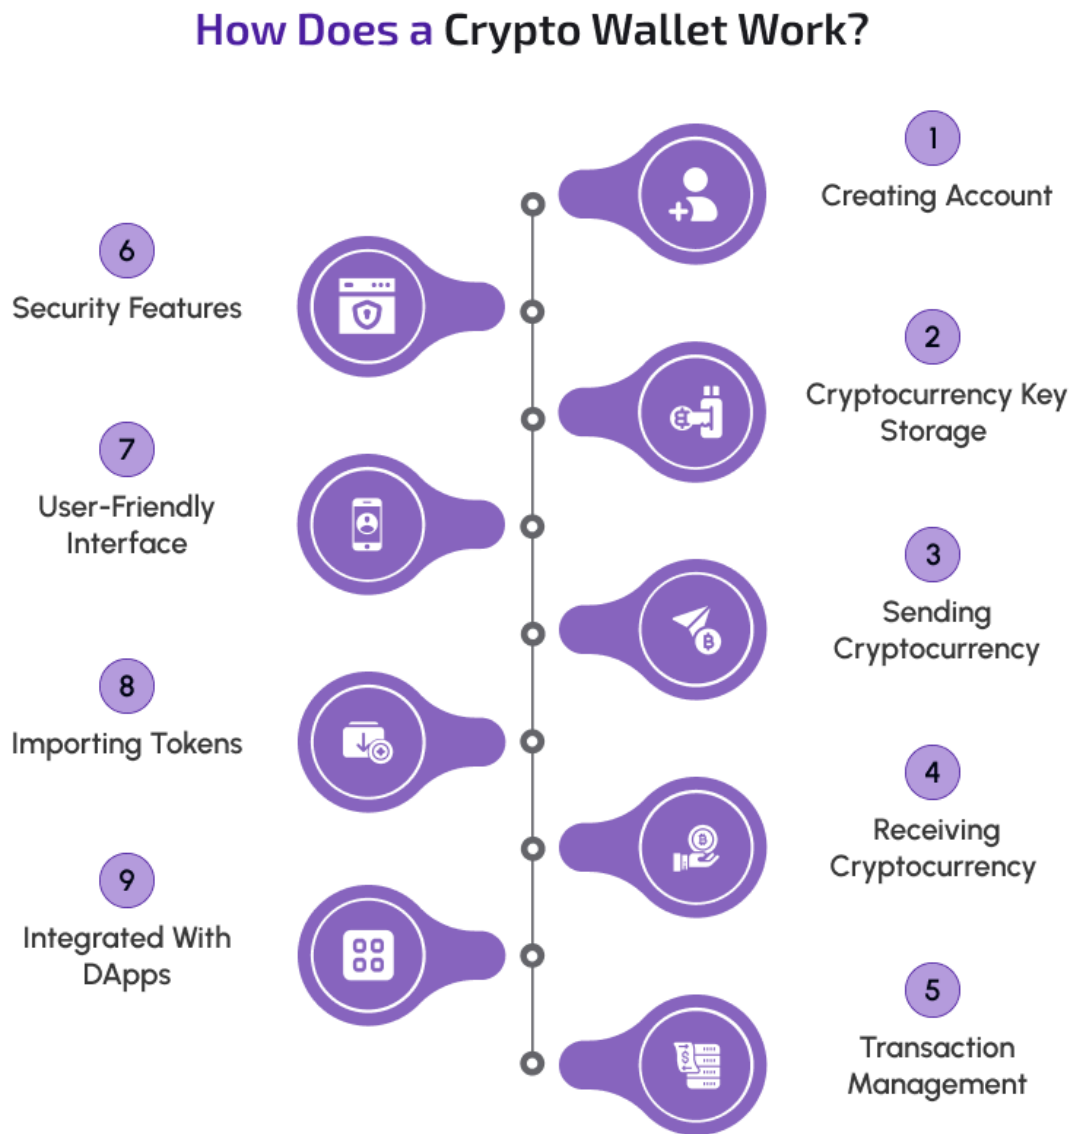 How Does a Crypto Wallet Work?
1
Creating Account
2
Cryptocurrency Key
Storage
3
Sending
Cryptocurrency
4
Receiving
Cryptocurrency
5
Transaction
Management
6
Security Features
7
User-Friendly
Interface
8
Importing Tokens
9
Integrated With
DApps